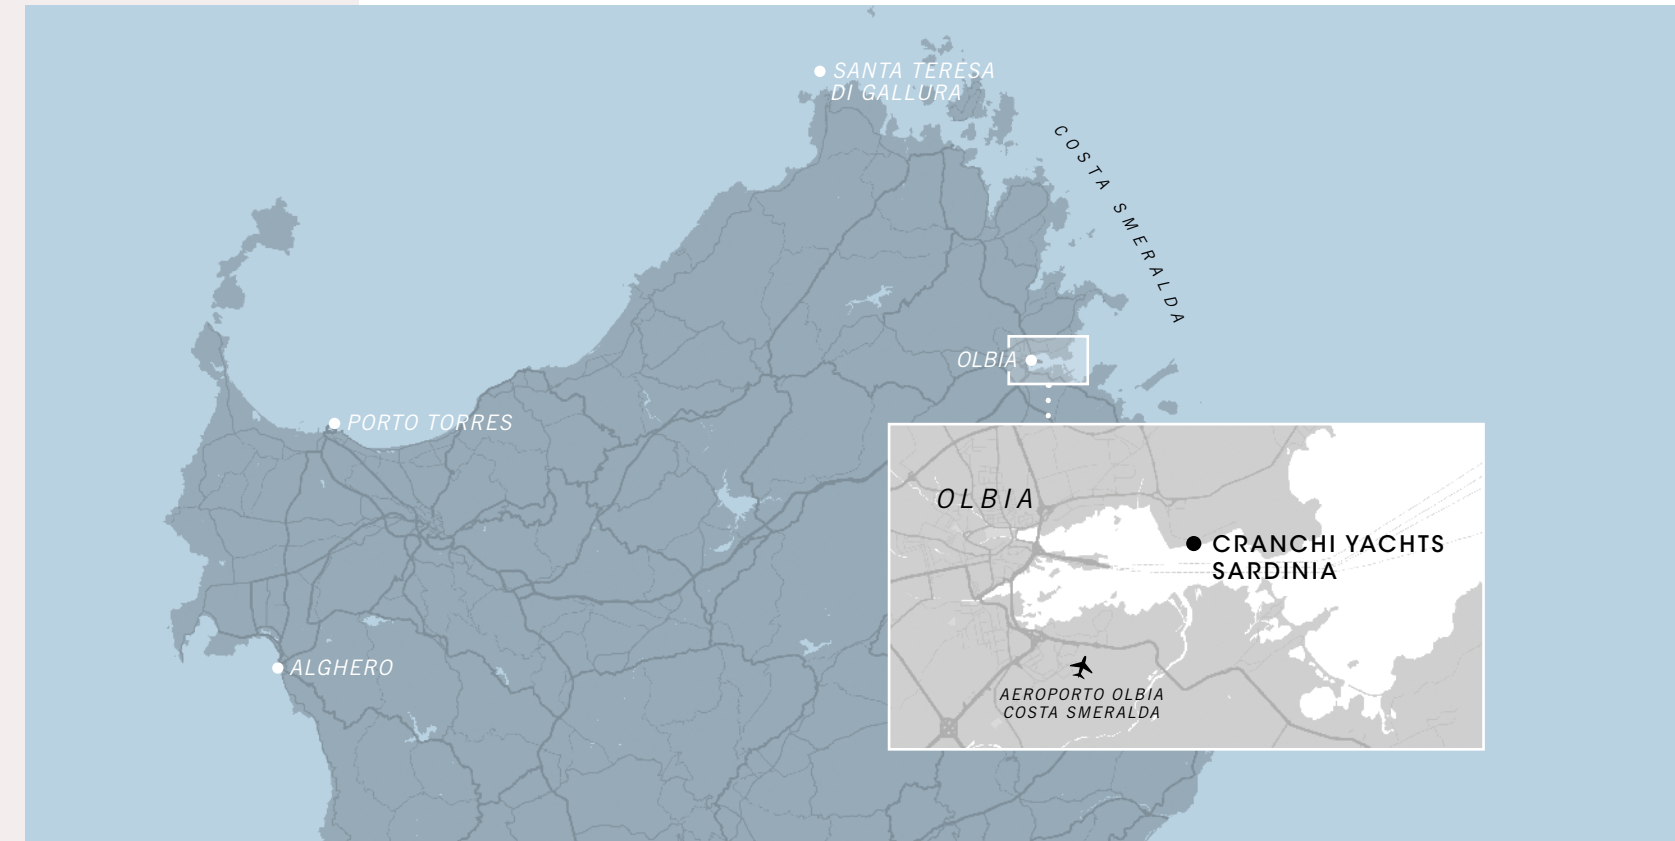 SANTA TERESA
DI GALLURA
COSTA SMERALDA
OLBIA
PORTO TORRES
OLBIA
CRANCHI YACHTS
SARDINIA
ALGHERO
AEROPORTO OLBIA
COSTA SMERALDA